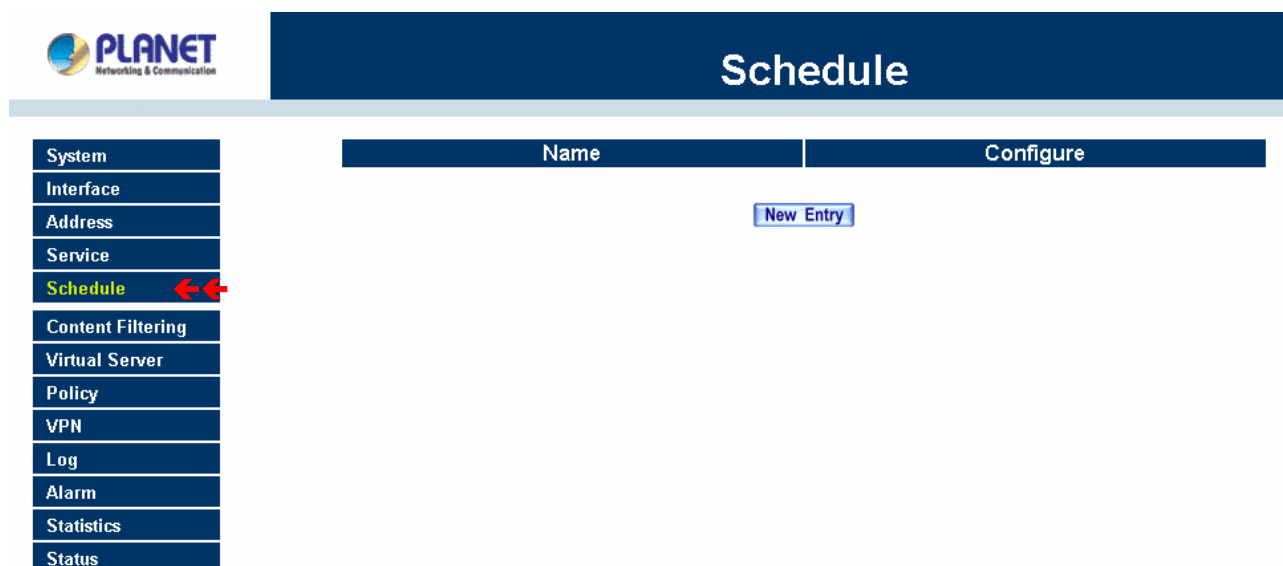 PLANET
Networking & Communication
Schedule
System
Interface
Address
Service
Schedule
Content Filtering
Virtual Server
Policy
VPN
Log
Alarm
Statistics
Status
Name Configure
New Entry